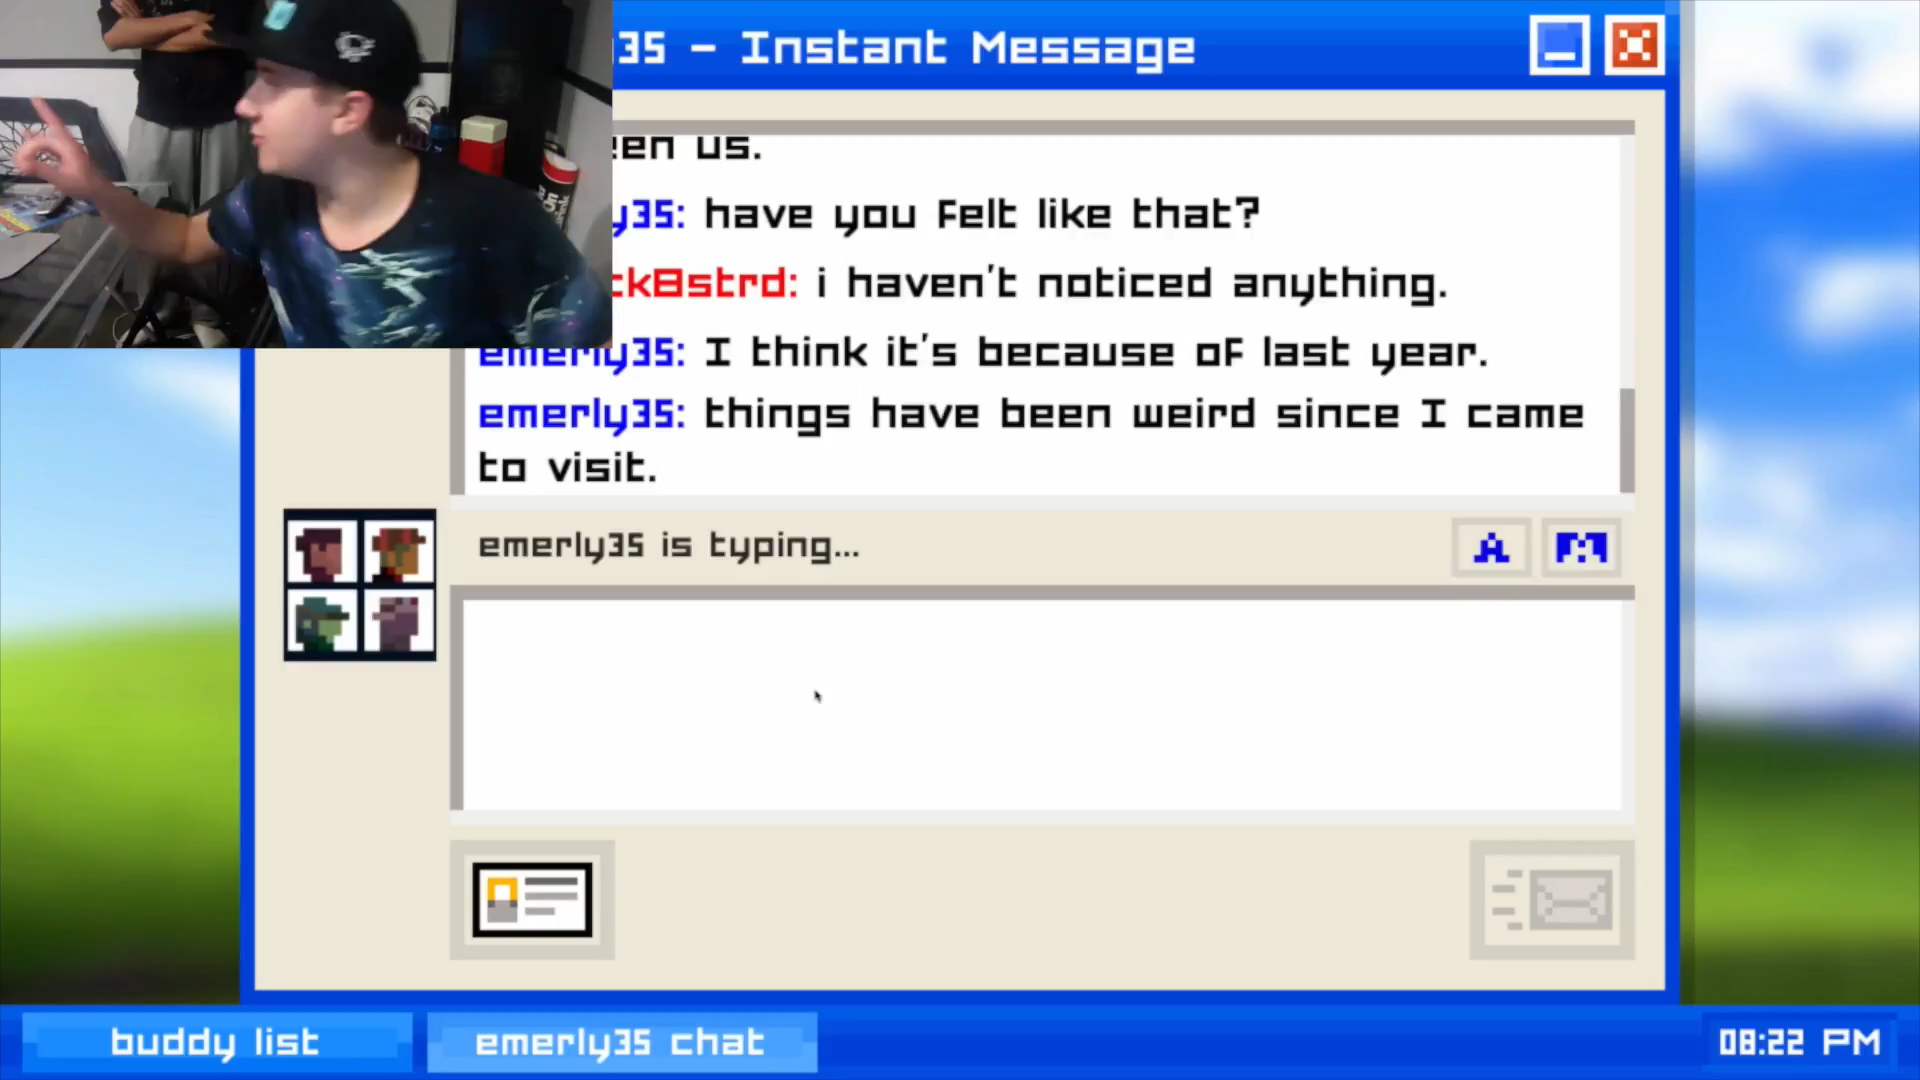 35 - Instant Message
en us.
y35: have you felt like that?
ck8strd: i haven't noticed anything.
emerly35: I think it's because of last year.
emerly35: things have been weird since I came
to visit.
emerly35 is typing...
A
buddy list
emerly35 chat
08:22 PM